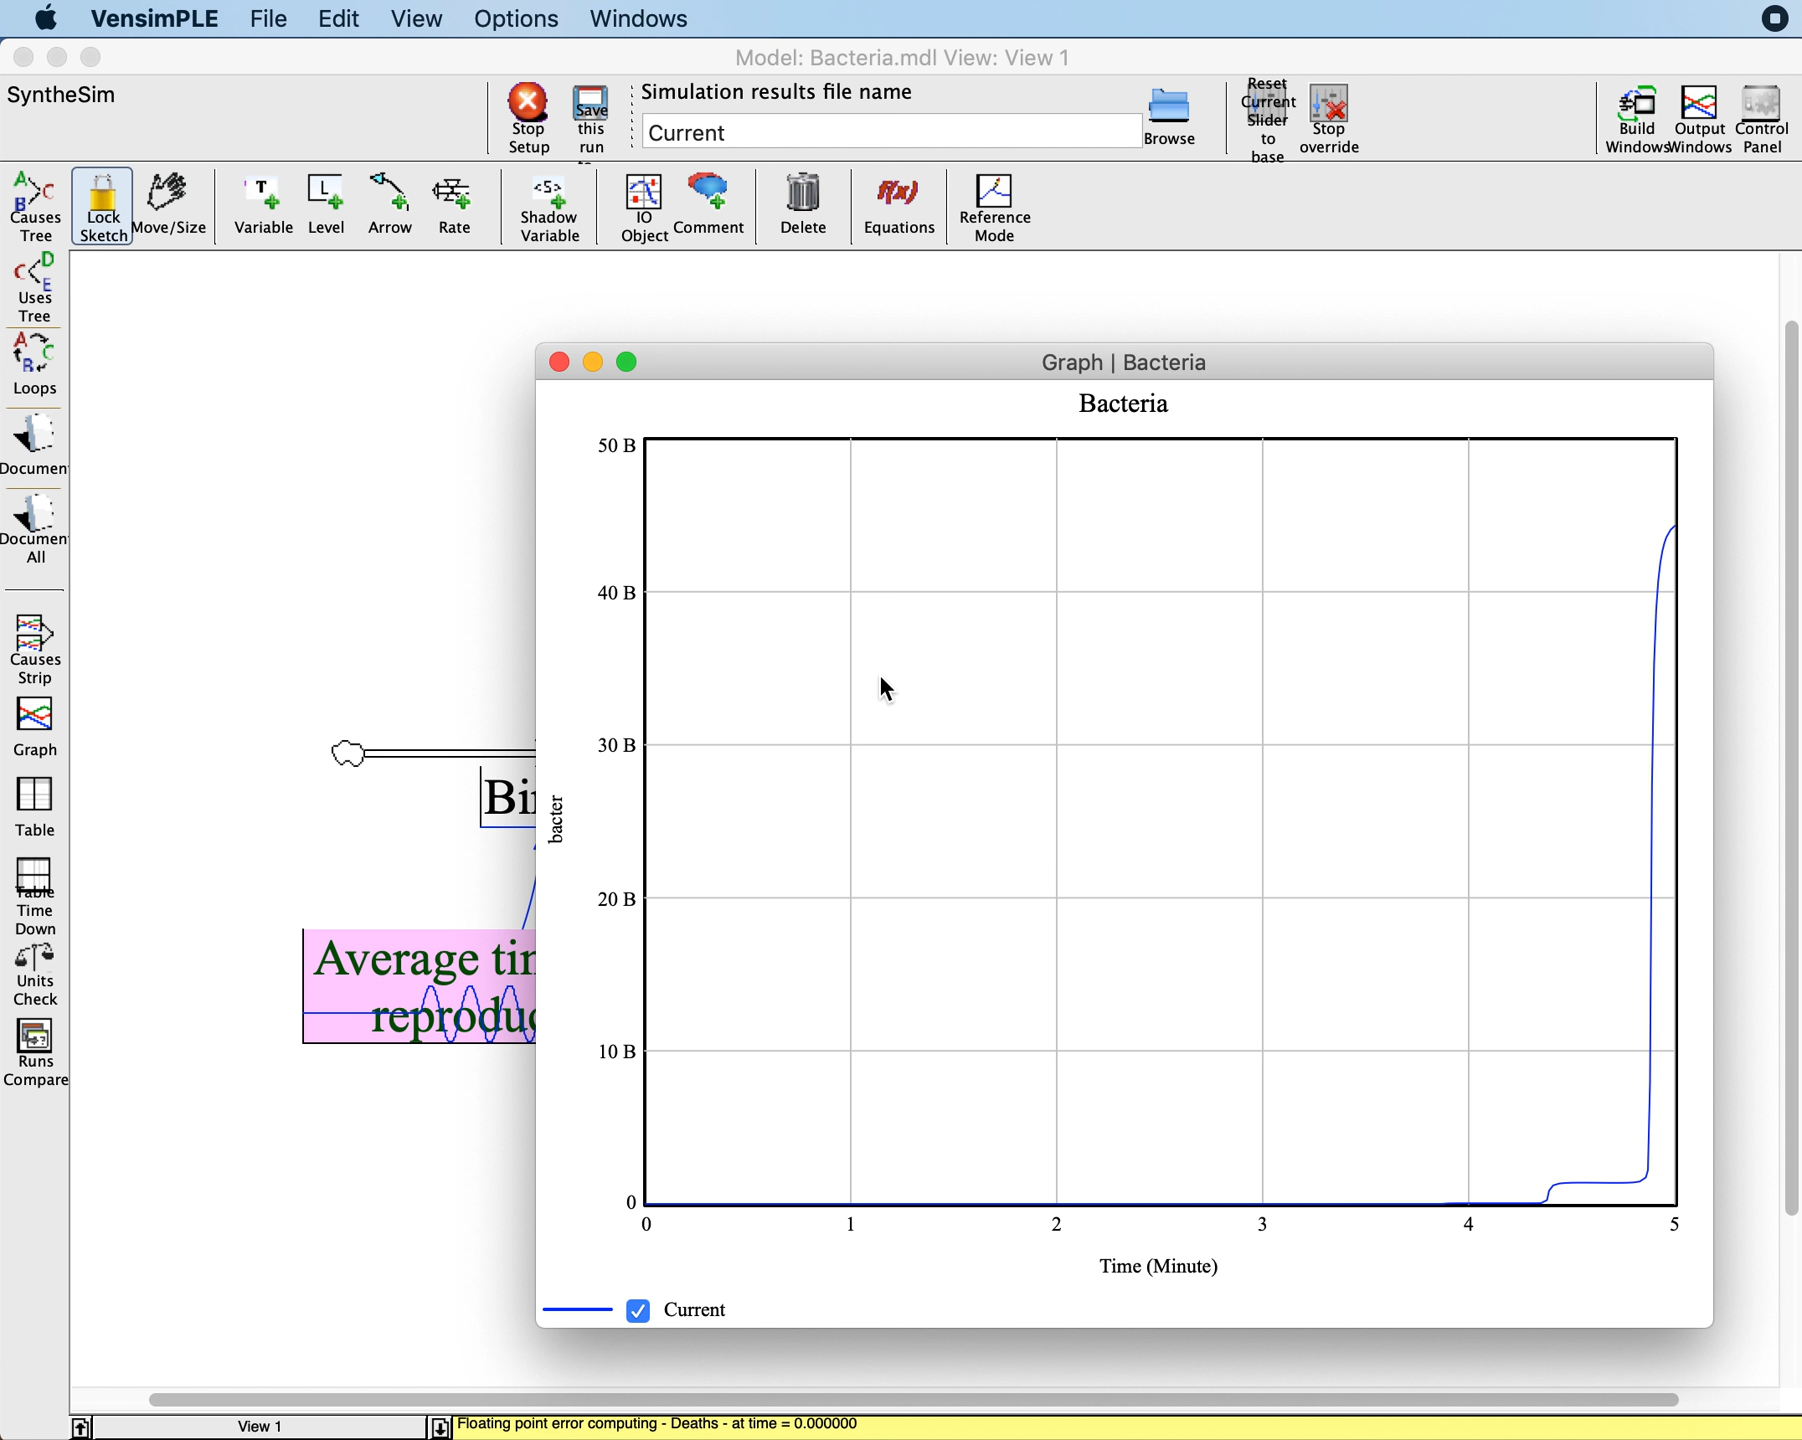 VensimPLE File Edit View Options Windows
Model: Bacteria.mdl View: View 1
SyntheSim
Stop
Setup
Save
this
run
Simulation results file name
Current
Browse
Reset
Current
Slider
to
base
Stop
override
Build
Windows
Output
Windows
Control
Panel
Causes
Tree
Lock
Sketch
Move/Size
Variable
Level
Arrow
Rate
<S>
Shadow
Variable
IO
Object
Comment
Delete
f(x)
Equations
Reference
Mode
Uses
Tree
Loops
Documen
Documen
All
Causes
Strip
Graph
Table
Table
Time
Down
Units
Check
Runs
Compare
Average tim
reproduc
Graph | Bacteria
Bacteria
50 B
40 B
30 B
20 B
10 B
0
bacter
0 1 2 3 4 5
Time (Minute)
Current
View 1
Floating point error computing - Deaths - at time = 0.000000